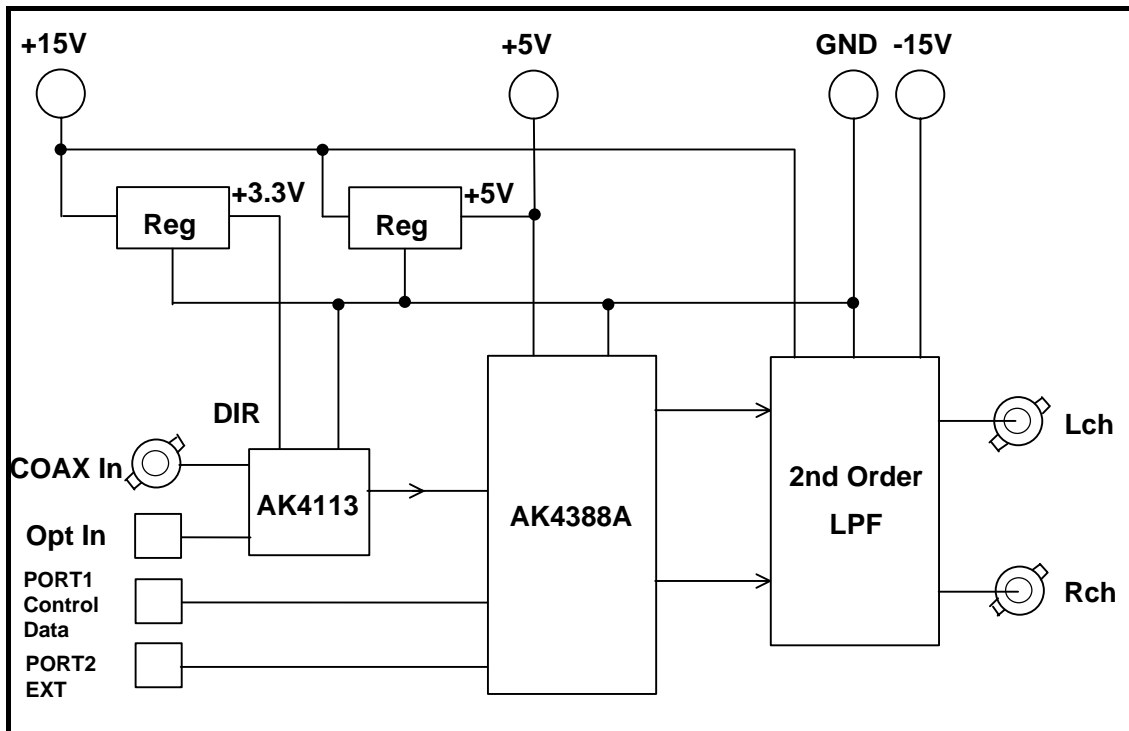 +15V
+5V
GND
-15V
+3.3V
Reg
+5V
Reg
DIR
COAX In
AK4113
Opt In
PORT1
Control
Data
PORT2
EXT
AK4388A
2nd Order
LPF
Lch
Rch